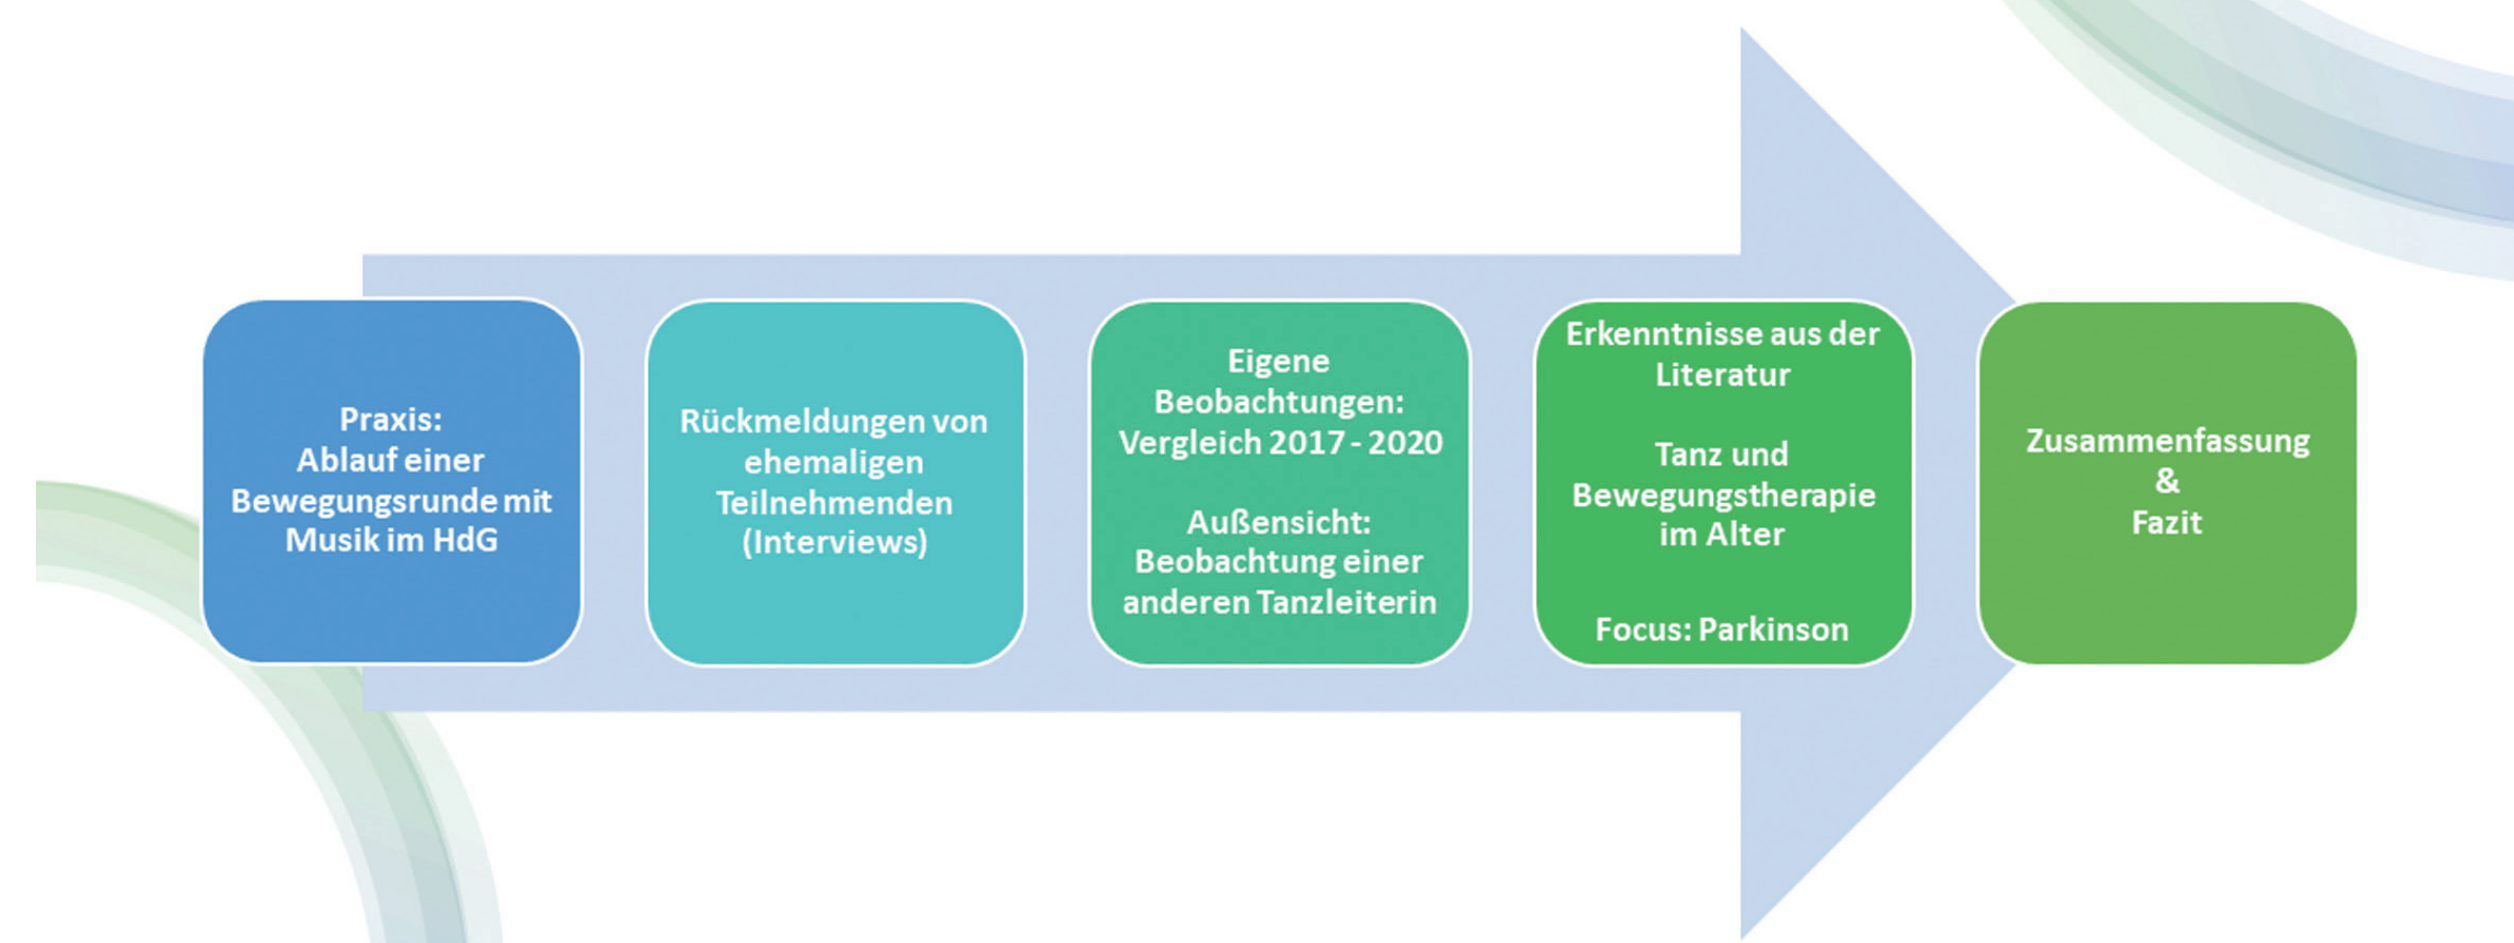 Praxis:
Ablauf einer
Bewegungsrunde mit
Musik im HdG
Rückmeldungen von
ehemaligen
Teilnehmenden
(Interviews)
Eigene
Beobachtungen:
Vergleich 2017 - 2020
Außensicht:
Beobachtung einer
anderen Tanzleiterin
Erkenntnisse aus der
Literatur
Tanz und
Bewegungstherapie
im Alter
Focus: Parkinson
Zusammenfassung
&
Fazit